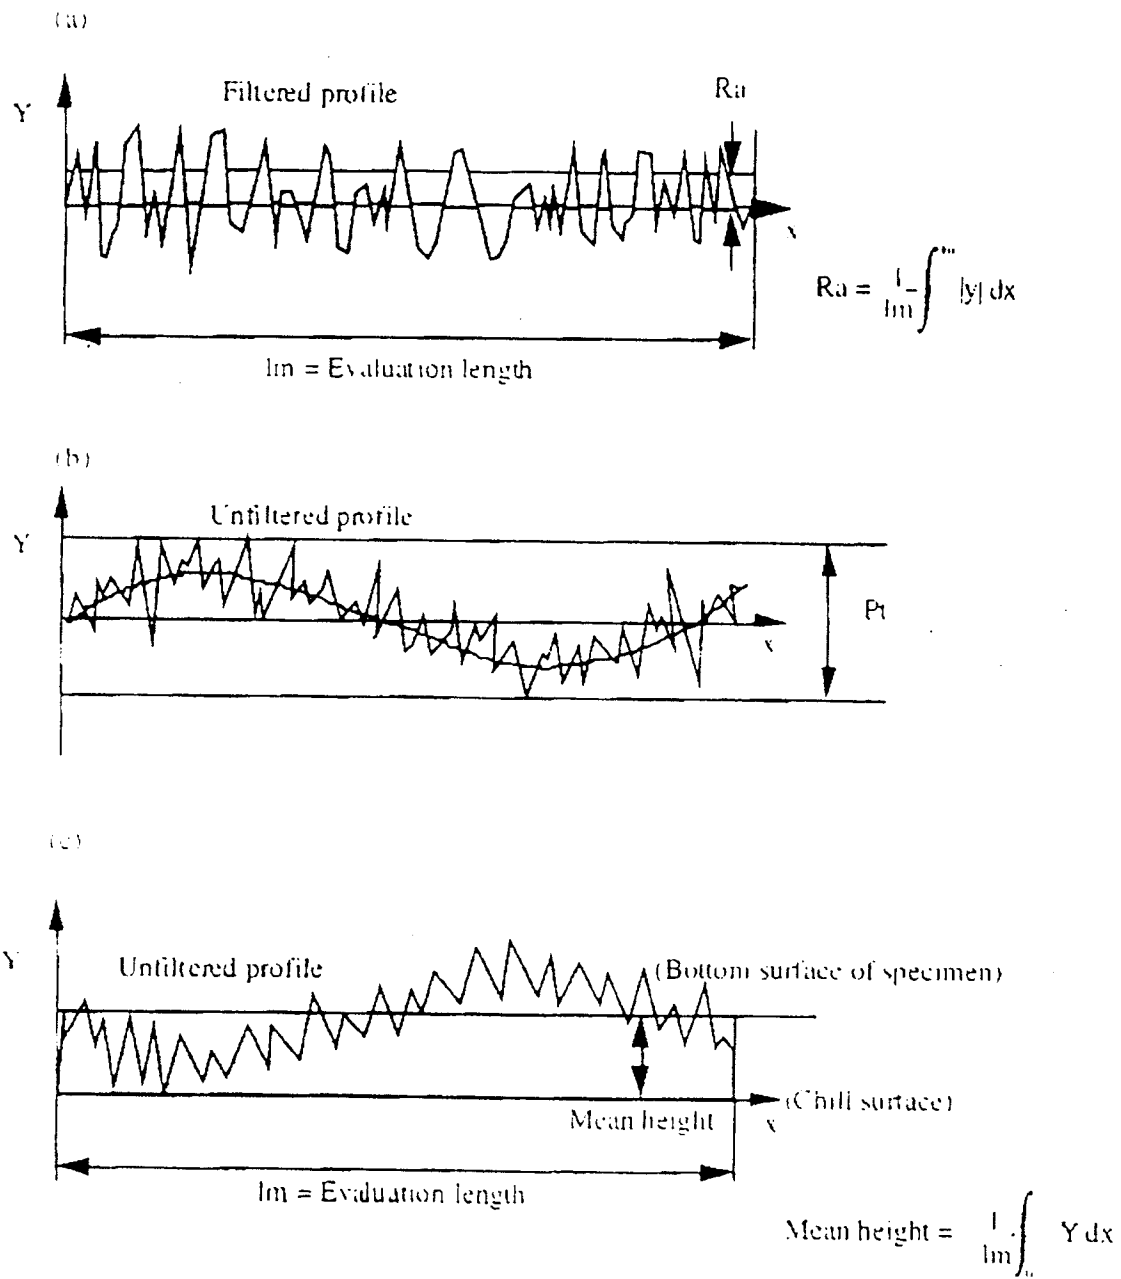 (a)
Y
Filtered profile
Ra
x
Ra = 1/lm ∫ |y| dx
lm = Evaluation length
(b)
Y
Unfiltered profile
Pt
x
(c)
Y
Unfiltered profile
(Bottom surface of specimen)
(Chill surface)
Mean height
x
lm = Evaluation length
Mean height = 1/lm ∫ Y dx